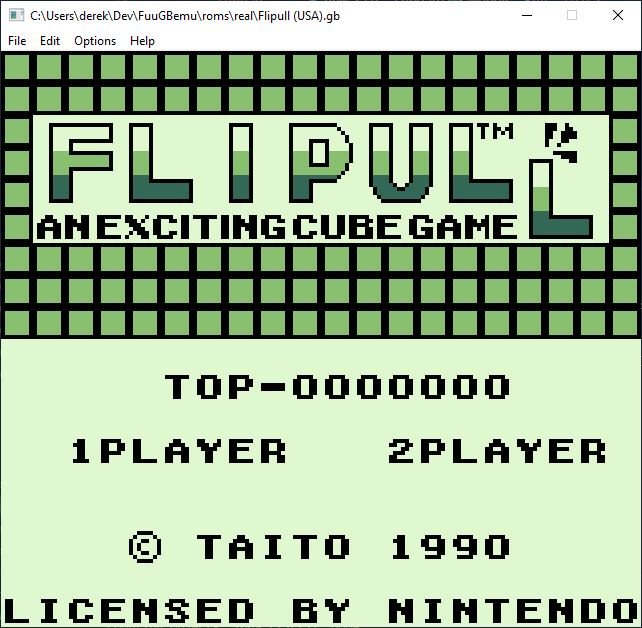 C:\Users\derek\Dev\FuuGBemu\roms\real\Flipull (USA).gb
File Edit Options Help
FLIPULL™
AN EXCITING CUBE GAME
TOP-0000000
1PLAYER 2PLAYER
© TAITO 1990
LICENSED BY NINTENDO